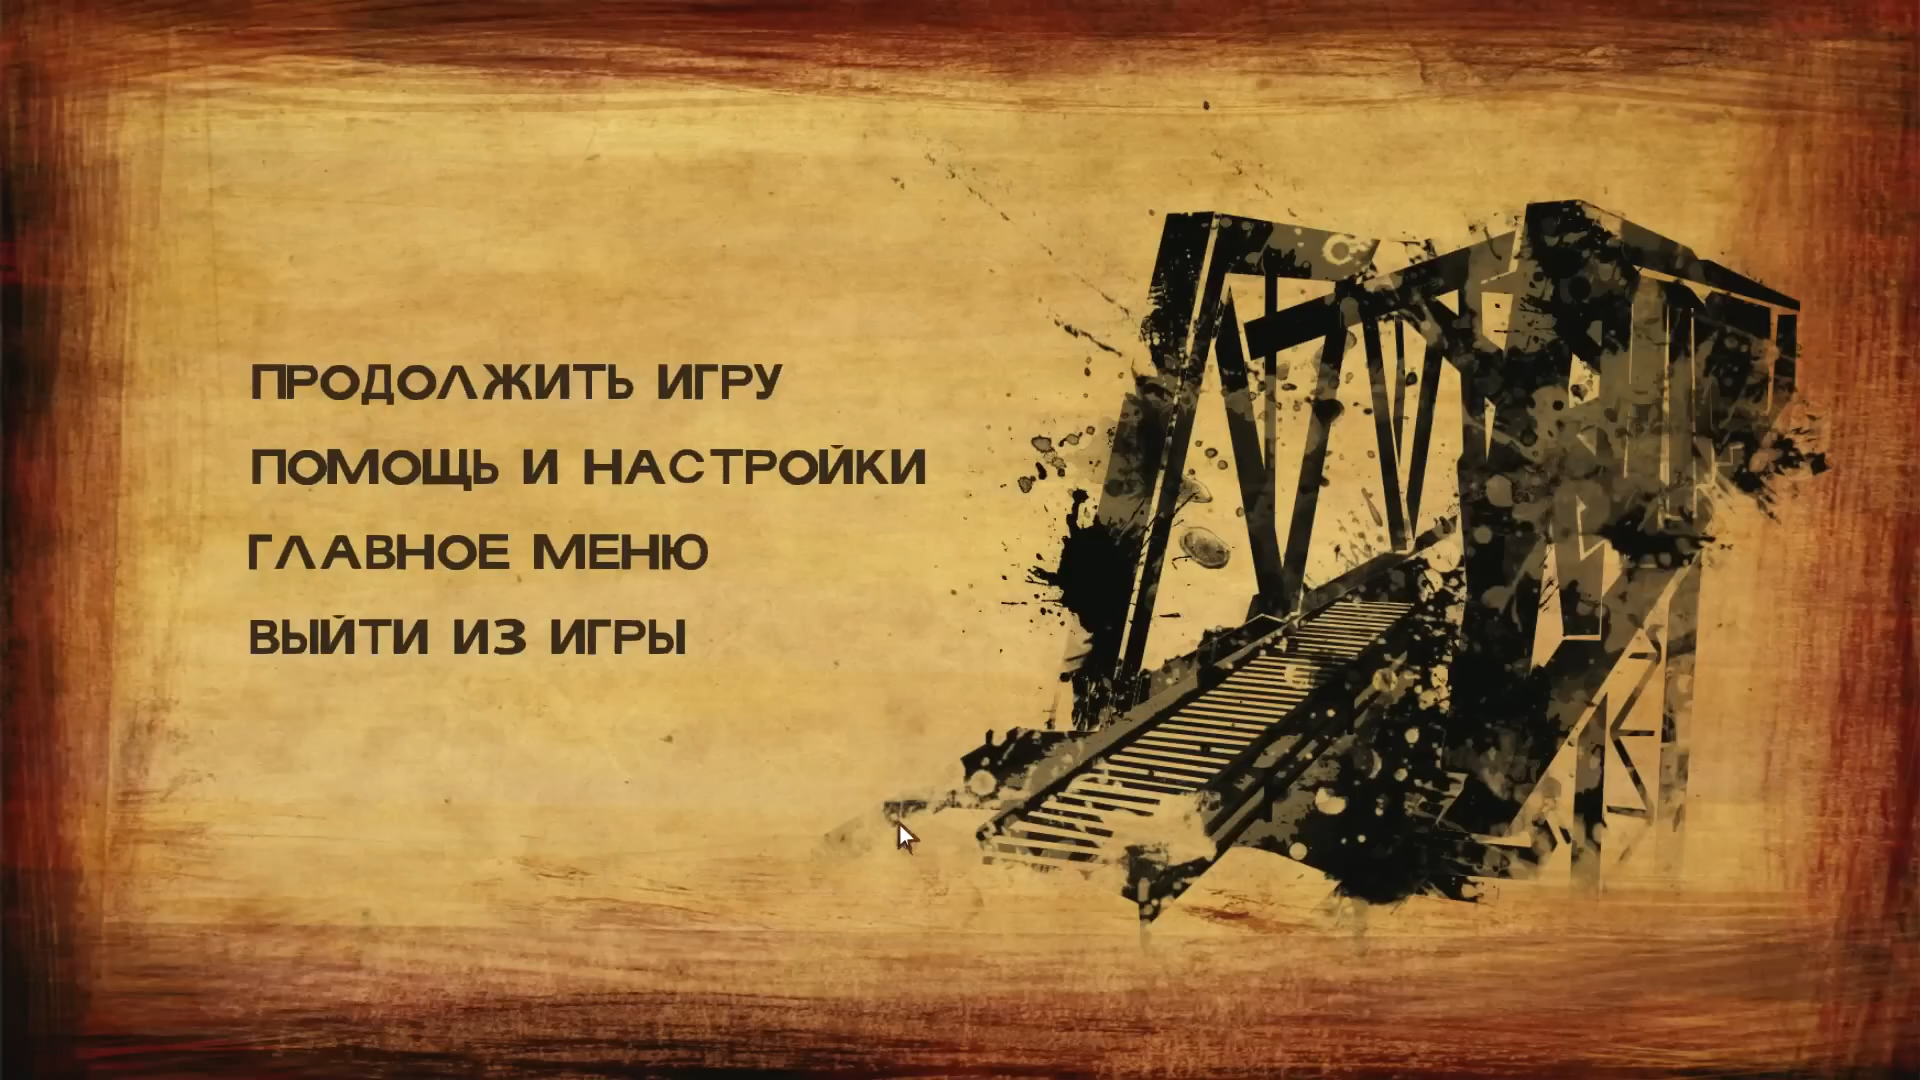 ПРОДОЛЖИТЬ ИГРУ
ПОМОЩЬ И НАСТРОЙКИ
ГЛАВНОЕ МЕНЮ
ВЫЙТИ ИЗ ИГРЫ